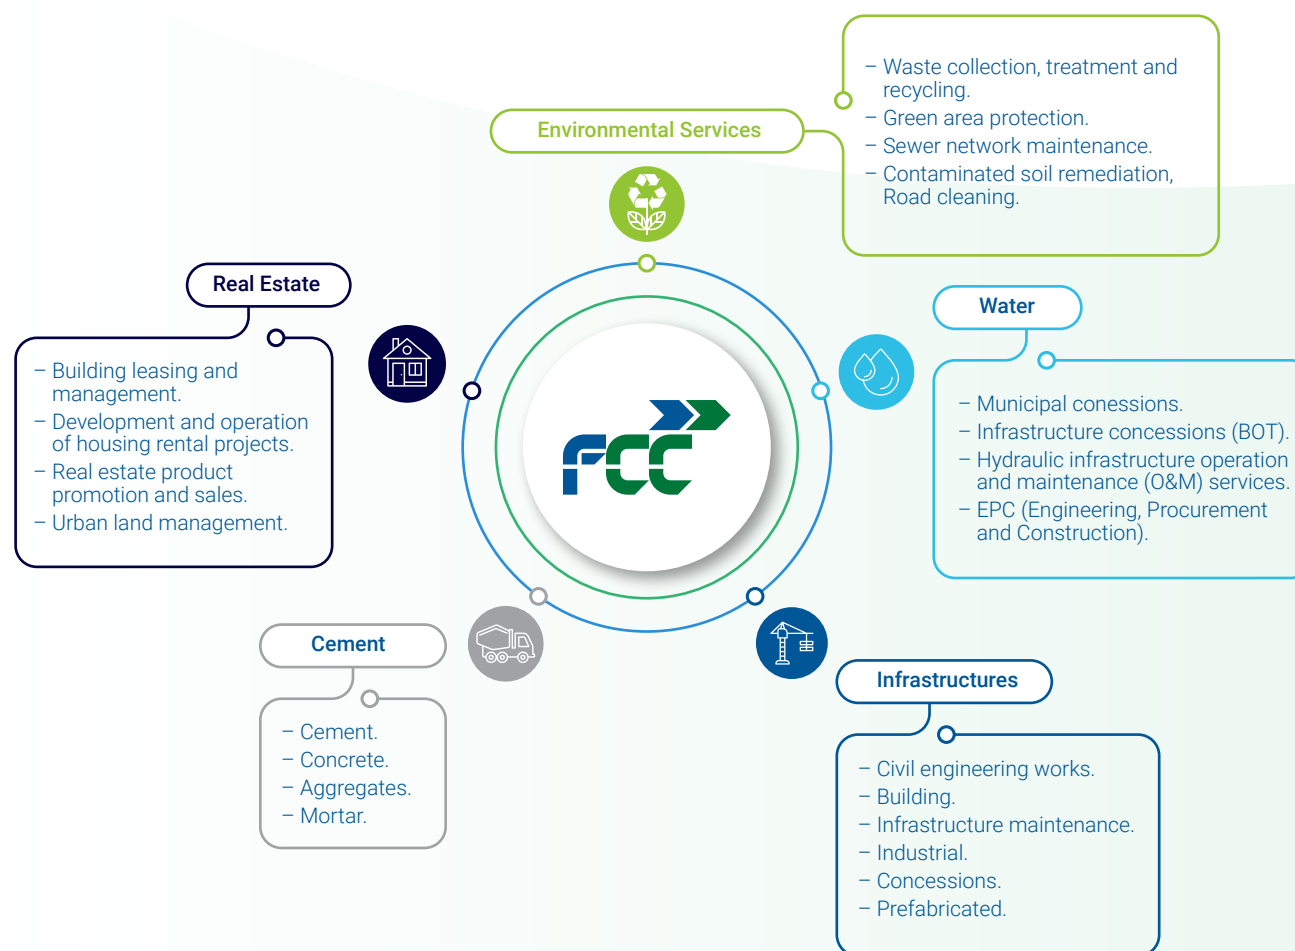 Environmental Services
– Waste collection, treatment and
recycling.
– Green area protection.
– Sewer network maintenance.
– Contaminated soil remediation,
Road cleaning.
Real Estate
– Building leasing and
management.
– Development and operation
of housing rental projects.
– Real estate product
promotion and sales.
– Urban land management.
Water
– Municipal conessions.
– Infrastructure concessions (BOT).
– Hydraulic infrastructure operation
and maintenance (O&M) services.
– EPC (Engineering, Procurement
and Construction).
FCC
Cement
– Cement.
– Concrete.
– Aggregates.
– Mortar.
Infrastructures
– Civil engineering works.
– Building.
– Infrastructure maintenance.
– Industrial.
– Concessions.
– Prefabricated.